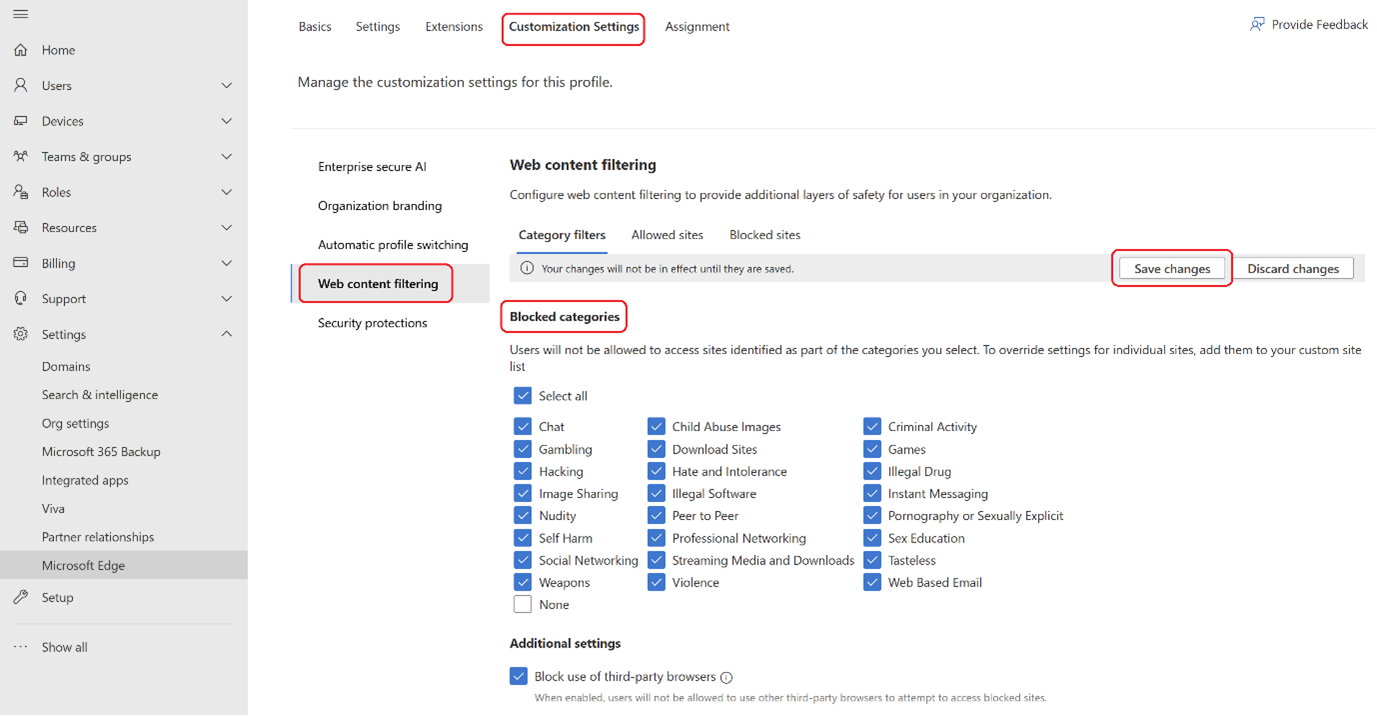 Basics Settings Extensions Customization Settings Assignment
Provide Feedback
Home
Users
Devices
Teams & groups
Roles
Resources
Billing
Support
Settings
Domains
Search & intelligence
Org settings
Microsoft 365 Backup
Integrated apps
Viva
Partner relationships
Microsoft Edge
Setup
Show all
Manage the customization settings for this profile.
Enterprise secure AI
Organization branding
Automatic profile switching
Web content filtering
Security protections
Web content filtering
Configure web content filtering to provide additional layers of safety for users in your organization.
Category filters Allowed sites Blocked sites
Your changes will not be in effect until they are saved.
Save changes Discard changes
Blocked categories
Users will not be allowed to access sites identified as part of the categories you select. To override settings for individual sites, add them to your custom site
list
Select all
Chat Child Abuse Images Criminal Activity
Gambling Download Sites Games
Hacking Hate and Intolerance Illegal Drug
Image Sharing Illegal Software Instant Messaging
Nudity Peer to Peer Pornography or Sexually Explicit
Self Harm Professional Networking Sex Education
Social Networking Streaming Media and Downloads Tasteless
Weapons Violence Web Based Email
None
Additional settings
Block use of third-party browsers
When enabled, users will not be allowed to use other third-party browsers to attempt to access blocked sites.